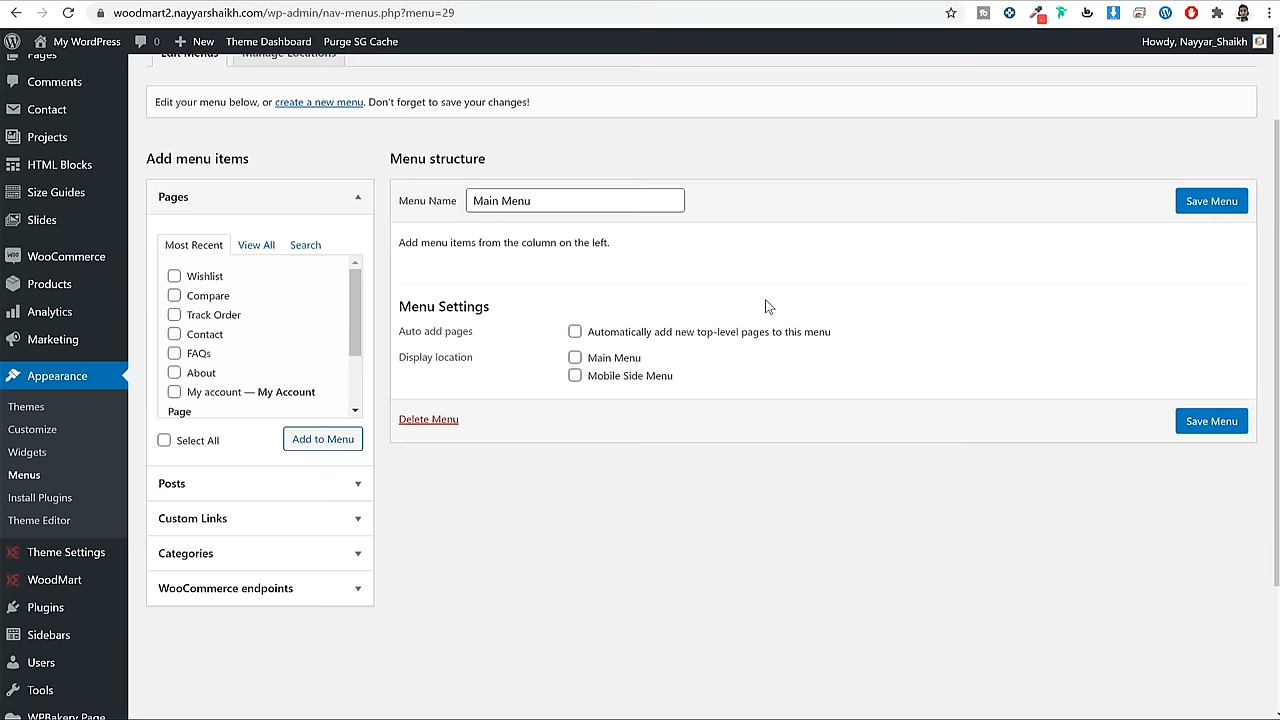 woodmart2.nayyarshaikh.com/wp-admin/nav-menus.php?menu=29
My WordPress
0
New
Theme Dashboard
Purge SG Cache
Howdy, Nayyar_Shaikh
Pages
Comments
Contact
Projects
HTML Blocks
Size Guides
Slides
WooCommerce
Products
Analytics
Marketing
Appearance
Themes
Customize
Widgets
Menus
Install Plugins
Theme Editor
Theme Settings
WoodMart
Plugins
Sidebars
Users
Tools
WPBakery Page
Edit Menus
Manage Locations
Edit your menu below, or create a new menu. Don't forget to save your changes!
Add menu items
Pages
Most Recent
View All
Search
Wishlist
Compare
Track Order
Contact
FAQs
About
My account — My Account
Page
Select All
Add to Menu
Posts
Custom Links
Categories
WooCommerce endpoints
Menu structure
Menu Name
Main Menu
Save Menu
Add menu items from the column on the left.
Menu Settings
Auto add pages
Automatically add new top-level pages to this menu
Display location
Main Menu
Mobile Side Menu
Delete Menu
Save Menu